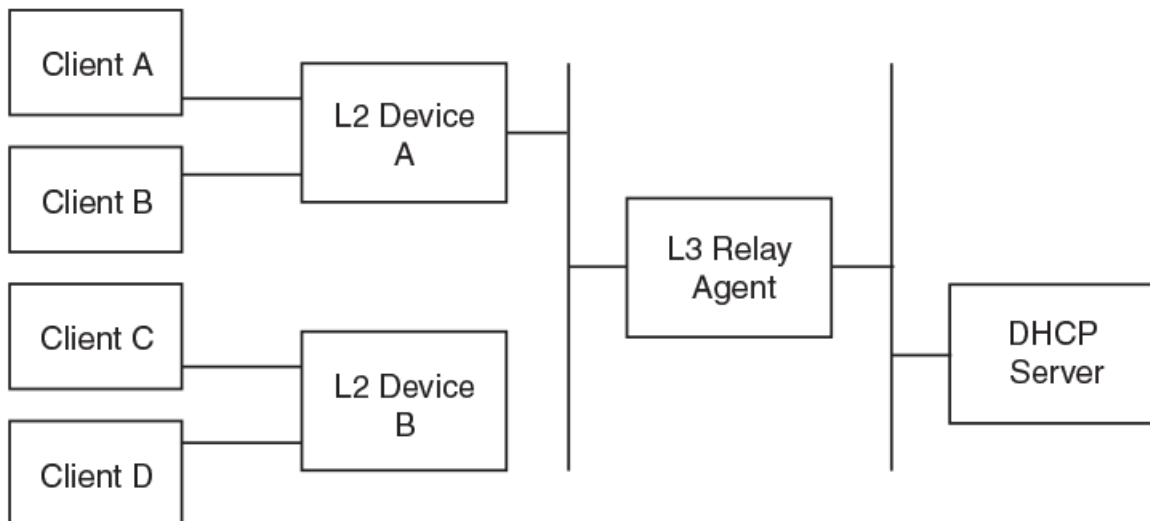 Client A
Client B
Client C
Client D
L2 Device
A
L2 Device
B
L3 Relay
Agent
DHCP
Server